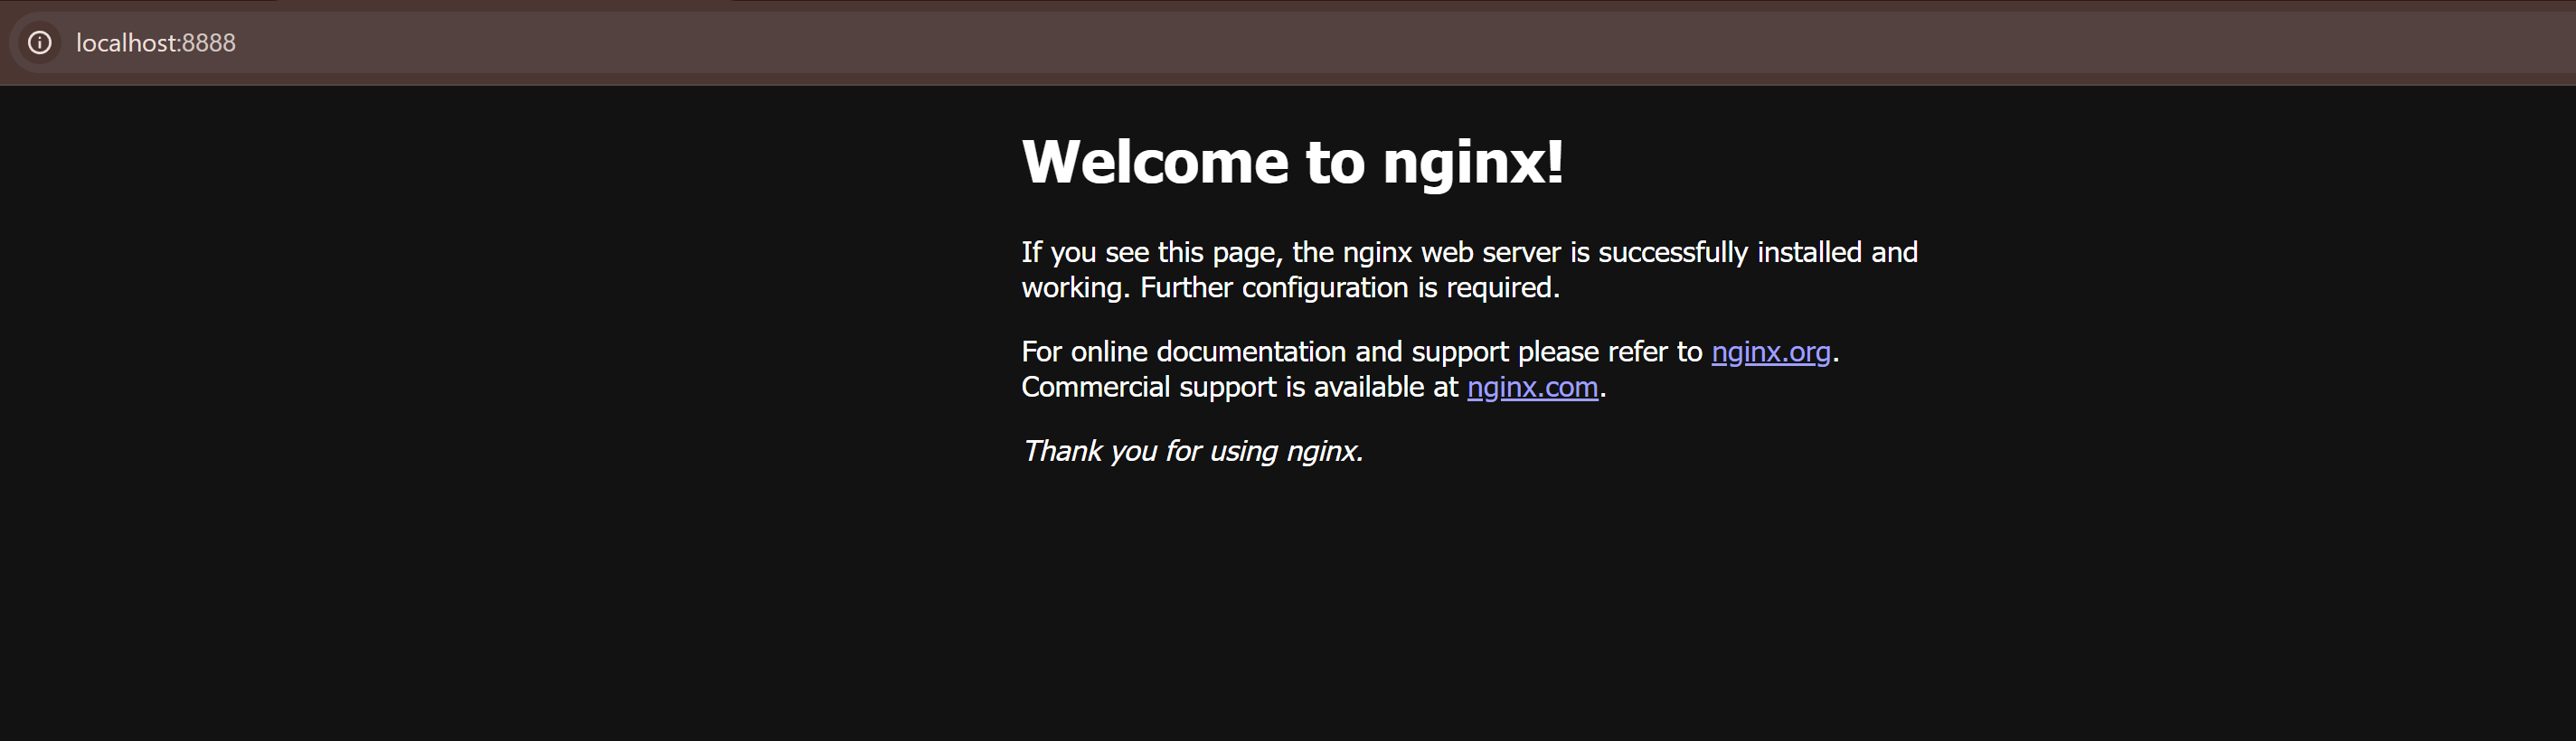 localhost:8888
Welcome to nginx!
If you see this page, the nginx web server is successfully installed and
working. Further configuration is required.
For online documentation and support please refer to nginx.org.
Commercial support is available at nginx.com.
Thank you for using nginx.